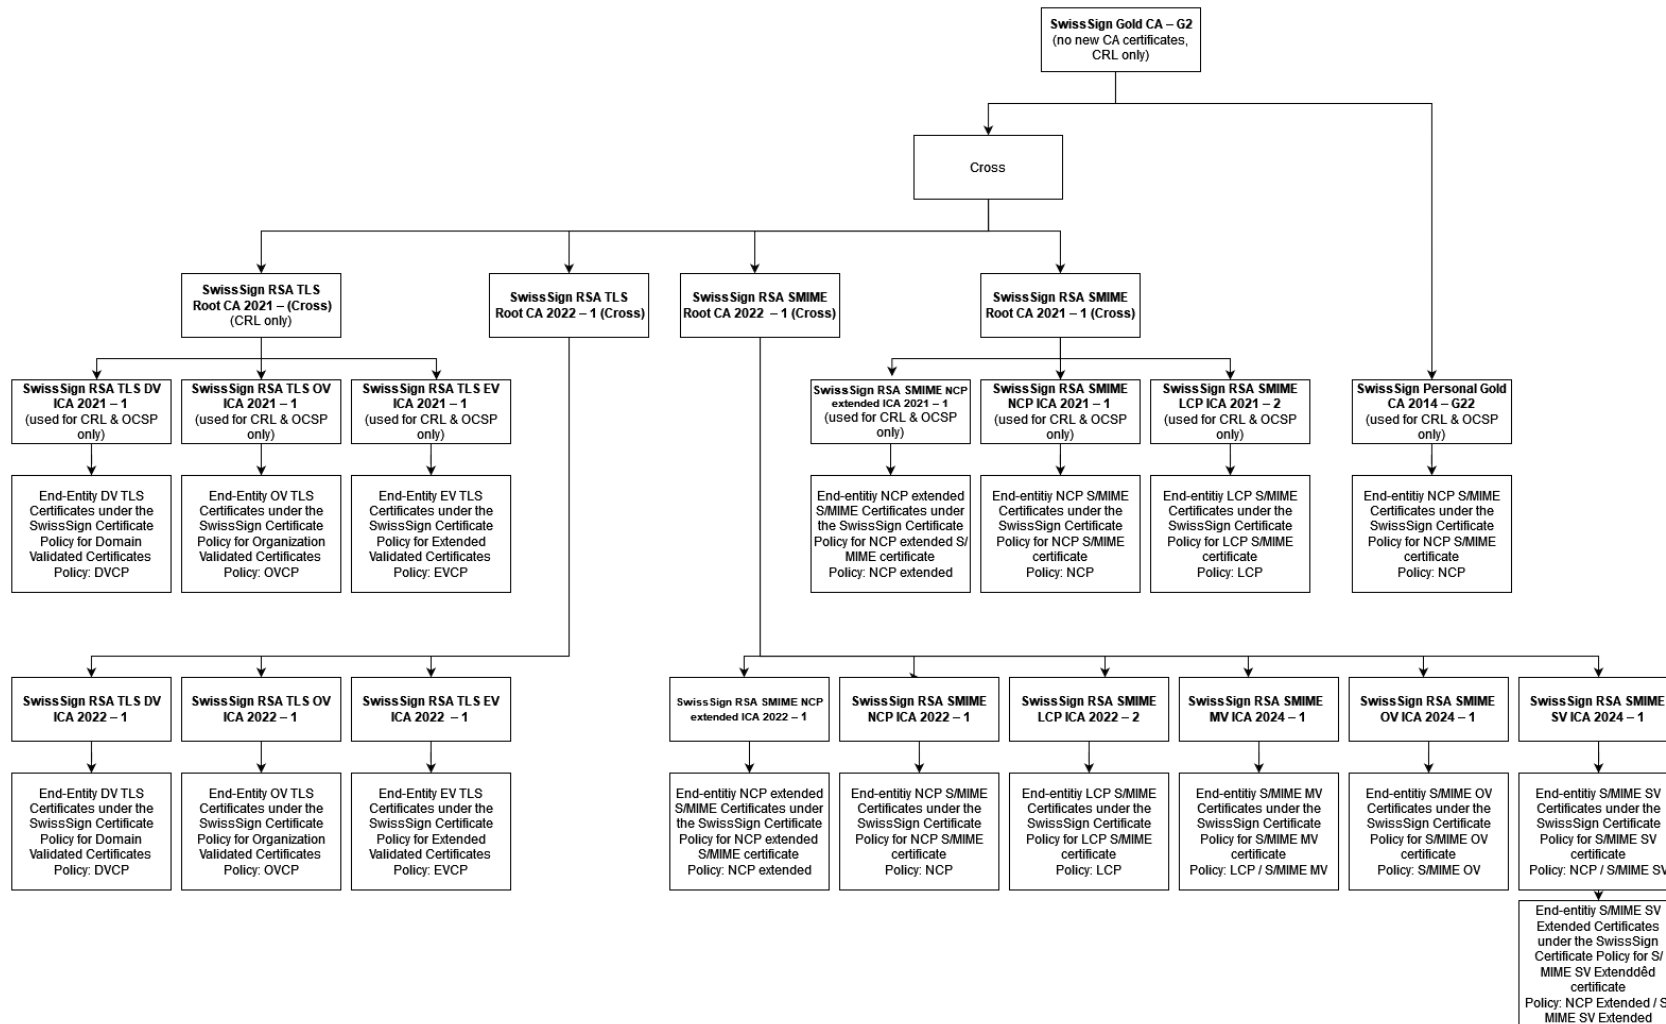 SwissSign Gold CA – G2
(no new CA certificates,
CRL only)
Cross
SwissSign RSA TLS
Root CA 2021 – (Cross)
(CRL only)
SwissSign RSA TLS
Root CA 2022 – 1 (Cross)
SwissSign RSA SMIME
Root CA 2022 – 1 (Cross)
SwissSign RSA SMIME
Root CA 2021 – 1 (Cross)
SwissSign RSA TLS DV
ICA 2021 – 1
(used for CRL & OCSP
only)
SwissSign RSA TLS OV
ICA 2021 – 1
(used for CRL & OCSP
only)
SwissSign RSA TLS EV
ICA 2021 – 1
(used for CRL & OCSP
only)
SwissSign RSA SMIME NCP
extended ICA 2021 – 1
(used for CRL & OCSP
only)
SwissSign RSA SMIME
NCP ICA 2021 – 1
(used for CRL & OCSP
only)
SwissSign RSA SMIME
LCP ICA 2021 – 2
(used for CRL & OCSP
only)
SwissSign Personal Gold
CA 2014 – G22
(used for CRL & OCSP
only)
End-Entity DV TLS
Certificates under the
SwissSign Certificate
Policy for Domain
Validated Certificates
Policy: DVCP
End-Entity OV TLS
Certificates under the
SwissSign Certificate
Policy for Organization
Validated Certificates
Policy: OVCP
End-Entity EV TLS
Certificates under the
SwissSign Certificate
Policy for Extended
Validated Certificates
Policy: EVCP
End-entitiy NCP extended
S/MIME Certificates under
the SwissSign Certificate
Policy for NCP extended S/
MIME certificate
Policy: NCP extended
End-entitiy NCP S/MIME
Certificates under the
SwissSign Certificate
Policy for NCP S/MIME
certificate
Policy: NCP
End-entitiy LCP S/MIME
Certificates under the
SwissSign Certificate
Policy for LCP S/MIME
certificate
Policy: LCP
End-entitiy NCP S/MIME
Certificates under the
SwissSign Certificate
Policy for NCP S/MIME
certificate
Policy: NCP
SwissSign RSA TLS DV
ICA 2022 – 1
SwissSign RSA TLS OV
ICA 2022 – 1
SwissSign RSA TLS EV
ICA 2022 – 1
SwissSign RSA SMIME NCP
extended ICA 2022 – 1
SwissSign RSA SMIME
NCP ICA 2022 – 1
SwissSign RSA SMIME
LCP ICA 2022 – 2
SwissSign RSA SMIME
MV ICA 2024 – 1
SwissSign RSA SMIME
OV ICA 2024 – 1
SwissSign RSA SMIME
SV ICA 2024 – 1
End-Entity DV TLS
Certificates under the
SwissSign Certificate
Policy for Domain
Validated Certificates
Policy: DVCP
End-Entity OV TLS
Certificates under the
SwissSign Certificate
Policy for Organization
Validated Certificates
Policy: OVCP
End-Entity EV TLS
Certificates under the
SwissSign Certificate
Policy for Extended
Validated Certificates
Policy: EVCP
End-entity NCP extended
S/MIME Certificates under
the SwissSign Certificate
Policy for NCP extended
S/MIME certificate
Policy: NCP extended
End-entity NCP S/MIME
Certificates under the
SwissSign Certificate
Policy for NCP S/MIME
certificate
Policy: NCP
End-entitiy LCP S/MIME
Certificates under the
SwissSign Certificate
Policy for LCP S/MIME
certificate
Policy: LCP
End-entitiy S/MIME MV
Certificates under the
SwissSign Certificate
Policy for S/MIME MV
certificate
Policy: LCP / S/MIME MV
End-entitiy S/MIME OV
Certificates under the
SwissSign Certificate
Policy for S/MIME OV
certificate
Policy: S/MIME OV
End-entitiy S/MIME SV
Certificates under the
SwissSign Certificate
Policy for S/MIME SV
certificate
Policy: NCP / S/MIME SV
End-entitiy S/MIME SV
Extended Certificates
under the SwissSign
Certificate Policy for S/
MIME SV Extenddêd
certificate
Policy: NCP Extended / S
MIME SV Extended